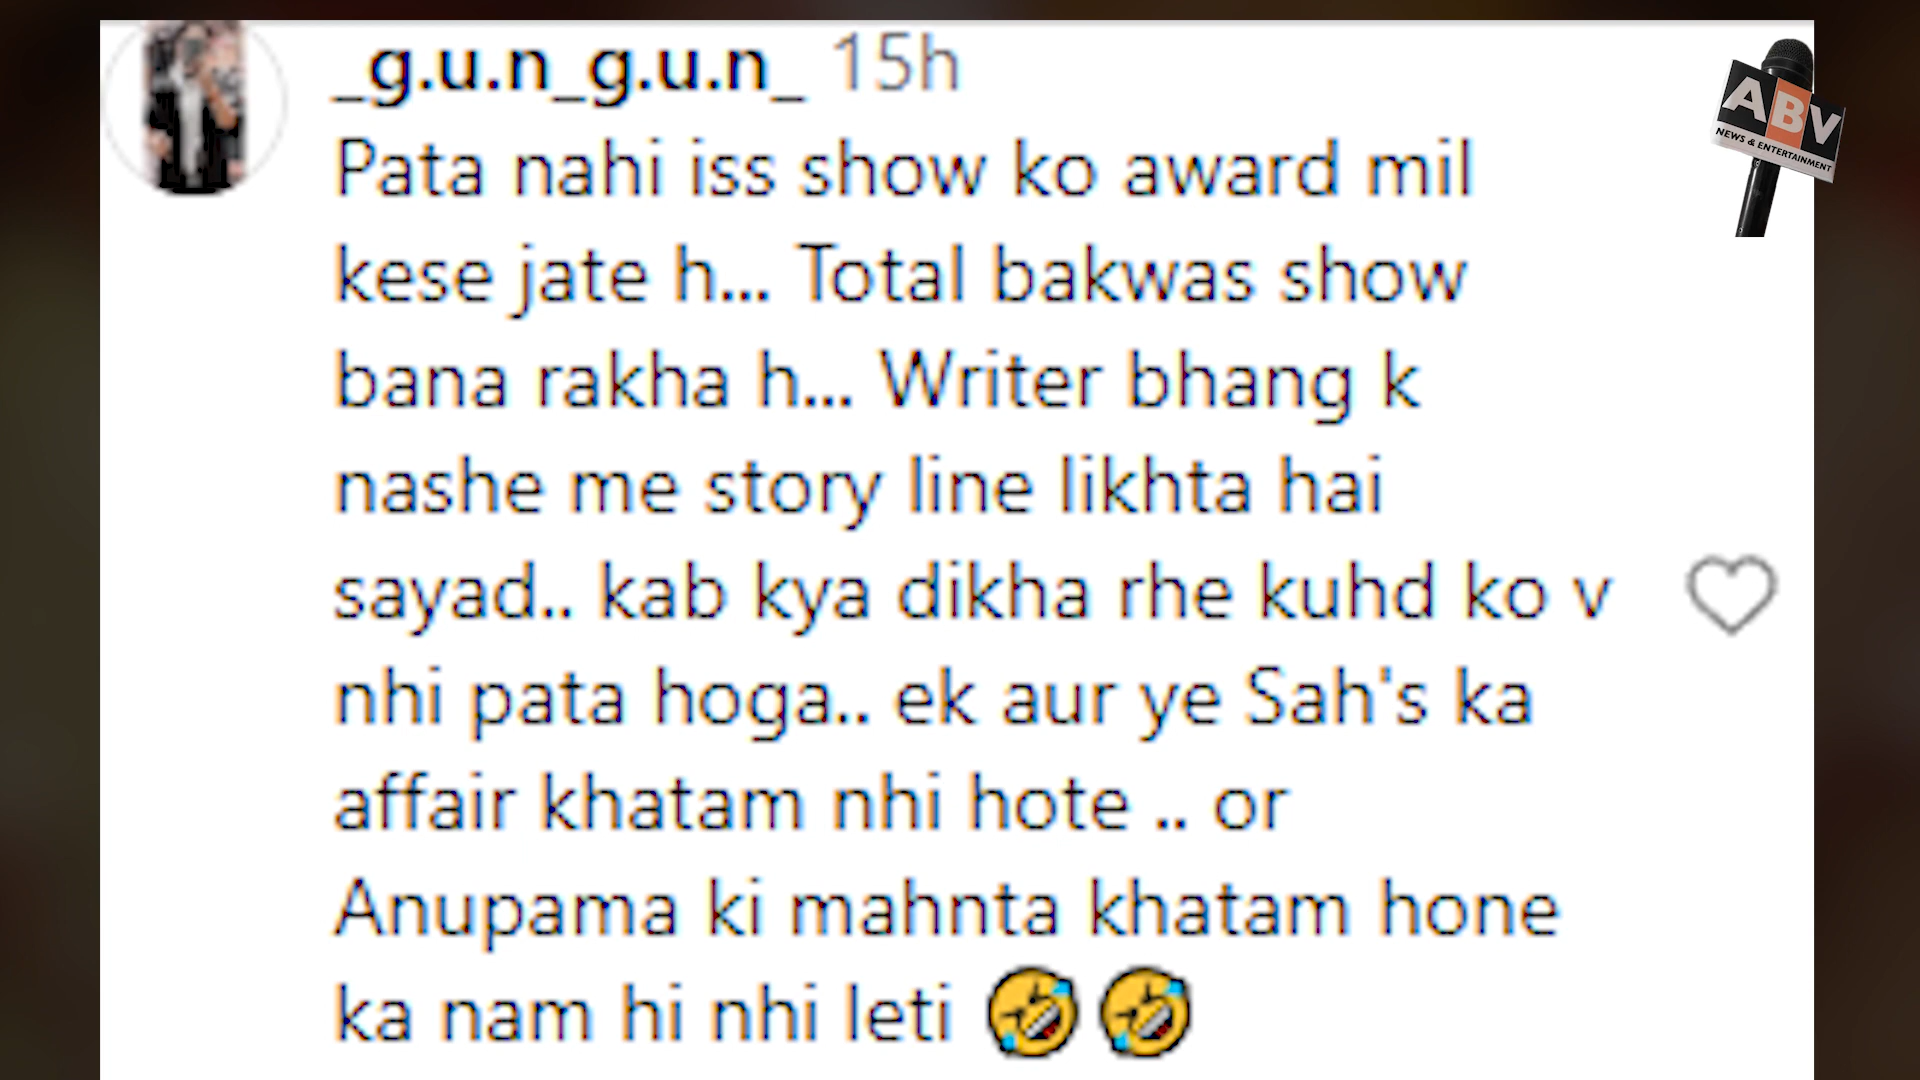 _g.u.n_g.u.n_ 15h
Pata nahi iss show ko award mil
kese jate h... Total bakwas show
bana rakha h... Writer bhang k
nashe me story line likhta hai
sayad.. kab kya dikha rhe kuhd ko v
nhi pata hoga.. ek aur ye Sah's ka
affair khatam nhi hote .. or
Anupama ki mahnta khatam hone
ka nam hi nhi leti 🤣🤣
ABV
NEWS & ENTERTAINMENT